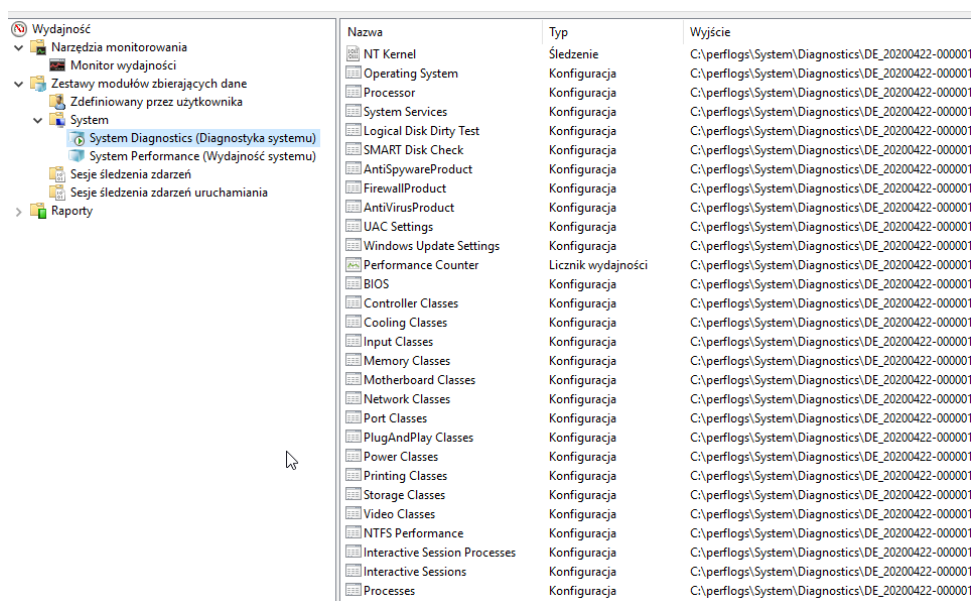 Wydajność
Narzędzia monitorowania
Monitor wydajności
Zestawy modułów zbierających dane
Zdefiniowany przez użytkownika
System
System Diagnostics (Diagnostyka systemu)
System Performance (Wydajność systemu)
Sesje śledzenia zdarzeń
Sesje śledzenia zdarzeń uruchamiania
Raporty
Nazwa Typ Wyjście
NT Kernel Śledzenie C:\perflogs\System\Diagnostics\DE_20200422-000001
Operating System Konfiguracja C:\perflogs\System\Diagnostics\DE_20200422-000001
Processor Konfiguracja C:\perflogs\System\Diagnostics\DE_20200422-000001
System Services Konfiguracja C:\perflogs\System\Diagnostics\DE_20200422-000001
Logical Disk Dirty Test Konfiguracja C:\perflogs\System\Diagnostics\DE_20200422-000001
SMART Disk Check Konfiguracja C:\perflogs\System\Diagnostics\DE_20200422-000001
AntiSpywareProduct Konfiguracja C:\perflogs\System\Diagnostics\DE_20200422-000001
FirewallProduct Konfiguracja C:\perflogs\System\Diagnostics\DE_20200422-000001
AntiVirusProduct Konfiguracja C:\perflogs\System\Diagnostics\DE_20200422-000001
UAC Settings Konfiguracja C:\perflogs\System\Diagnostics\DE_20200422-000001
Windows Update Settings Konfiguracja C:\perflogs\System\Diagnostics\DE_20200422-000001
Performance Counter Licznik wydajności C:\perflogs\System\Diagnostics\DE_20200422-000001
BIOS Konfiguracja C:\perflogs\System\Diagnostics\DE_20200422-000001
Controller Classes Konfiguracja C:\perflogs\System\Diagnostics\DE_20200422-000001
Cooling Classes Konfiguracja C:\perflogs\System\Diagnostics\DE_20200422-000001
Input Classes Konfiguracja C:\perflogs\System\Diagnostics\DE_20200422-000001
Memory Classes Konfiguracja C:\perflogs\System\Diagnostics\DE_20200422-000001
Motherboard Classes Konfiguracja C:\perflogs\System\Diagnostics\DE_20200422-000001
Network Classes Konfiguracja C:\perflogs\System\Diagnostics\DE_20200422-000001
Port Classes Konfiguracja C:\perflogs\System\Diagnostics\DE_20200422-000001
PlugAndPlay Classes Konfiguracja C:\perflogs\System\Diagnostics\DE_20200422-000001
Power Classes Konfiguracja C:\perflogs\System\Diagnostics\DE_20200422-000001
Printing Classes Konfiguracja C:\perflogs\System\Diagnostics\DE_20200422-000001
Storage Classes Konfiguracja C:\perflogs\System\Diagnostics\DE_20200422-000001
Video Classes Konfiguracja C:\perflogs\System\Diagnostics\DE_20200422-000001
NTFS Performance Konfiguracja C:\perflogs\System\Diagnostics\DE_20200422-000001
Interactive Session Processes Konfiguracja C:\perflogs\System\Diagnostics\DE_20200422-000001
Interactive Sessions Konfiguracja C:\perflogs\System\Diagnostics\DE_20200422-000001
Processes Konfiguracja C:\perflogs\System\Diagnostics\DE_20200422-000001